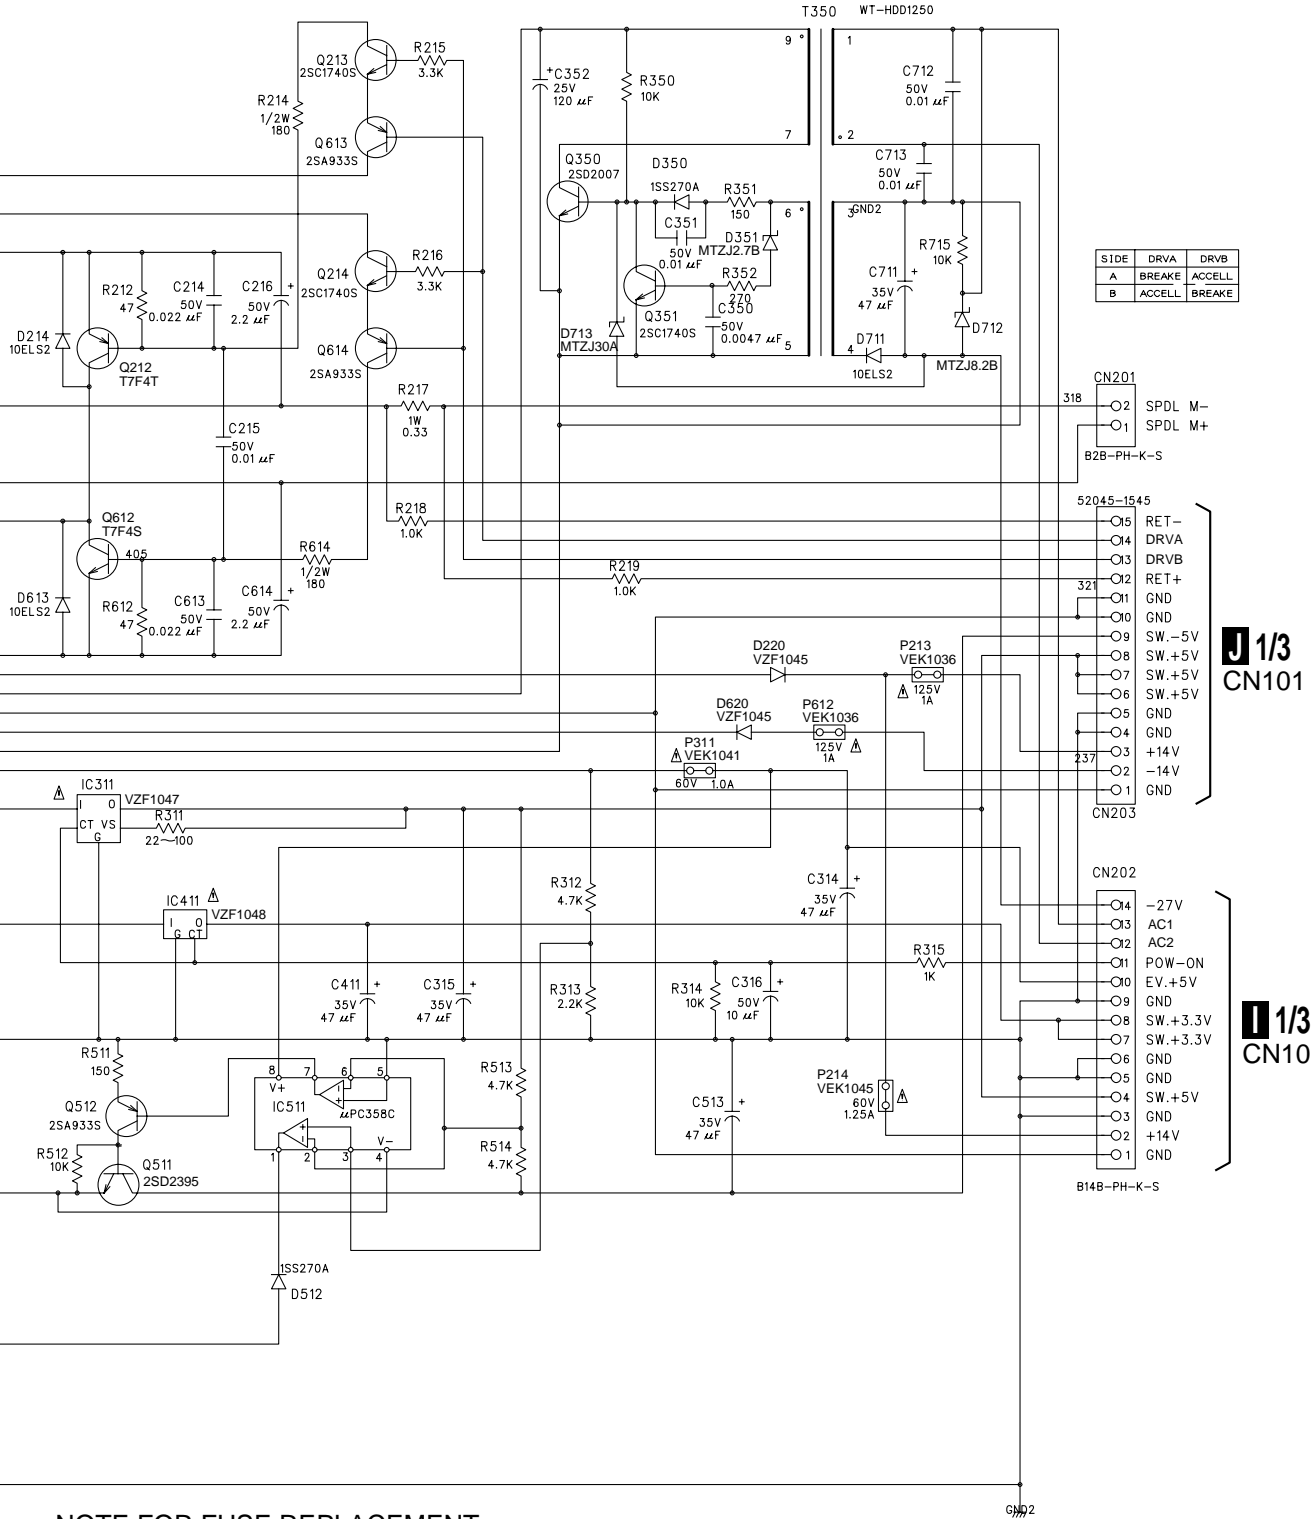 T350 WT-HDD1250
9 1
7 2
6 3
5 4
GND2
Q213
2SC1740S
R215
3.3K
R214
1/2W
180
Q613
2SA933S
C352
25V
120 µF
R350
10K
C712
50V
0.01 µF
C713
50V
0.01 µF
Q350
2SD2007
D350
1SS270A
R351
150
C351
50V
0.01 µF
D351
MTZJ2.7B
R352
270
Q351
2SC1740S
C350
50V
0.0047 µF
D713
MTZJ30A
C711
35V
47 µF
R715
10K
D711
10ELS2
D712
MTZJ8.2B
SIDE DRVA DRVB
A BREAKE ACCELL
B ACCELL BREAKE
Q214
2SC1740S
R216
3.3K
Q614
2SA933S
D214
10ELS2
R212
47
C214
50V
0.022 µF
C216
50V
2.2 µF
Q212
T7F4T
R217
1W
0.33
C215
50V
0.01 µF
CN201
318
2 SPDL M-
1 SPDL M+
B2B-PH-K-S
Q612
T7F4S
405
R218
1.0K
R614
1/2W
180
R219
1.0K
D613
10ELS2
R612
47
C613
50V
0.022 µF
C614
50V
2.2 µF
52045-1545
15 RET-
14 DRVA
13 DRVB
12 RET+
321
11 GND
10 GND
9 SW.-5V
8 SW.+5V
7 SW.+5V
6 SW.+5V
5 GND
4 GND
3 +14V
237
2 -14V
1 GND
CN203
J 1/3
CN101
D220
VZF1045
P213
VEK1036
125V
1A
D620
VZF1045
P612
VEK1036
125V
1A
P311
VEK1041
60V 1.0A
IC311
VZF1047
I O
CT VS
G
R311
22~100
IC411
VZF1048
I O
G CT
R312
4.7K
C314
35V
47 µF
R315
1K
C411
35V
47 µF
C315
35V
47 µF
R313
2.2K
R314
10K
C316
50V
10 µF
CN202
14 -27V
13 AC1
12 AC2
11 POW-ON
10 EV.+5V
9 GND
8 SW.+3.3V
7 SW.+3.3V
6 GND
5 GND
4 SW.+5V
3 GND
2 +14V
1 GND
B14B-PH-K-S
I 1/3
CN10
R511
150
Q512
2SA933S
R512
10K
Q511
2SD2395
8 7 6 5
V+
IC511
µPC358C
V-
1 2 3 4
R513
4.7K
R514
4.7K
C513
35V
47 µF
P214
VEK1045
60V
1.25A
1SS270A
D512
GND2
NOTE FOR FUSE REPLACEMENT